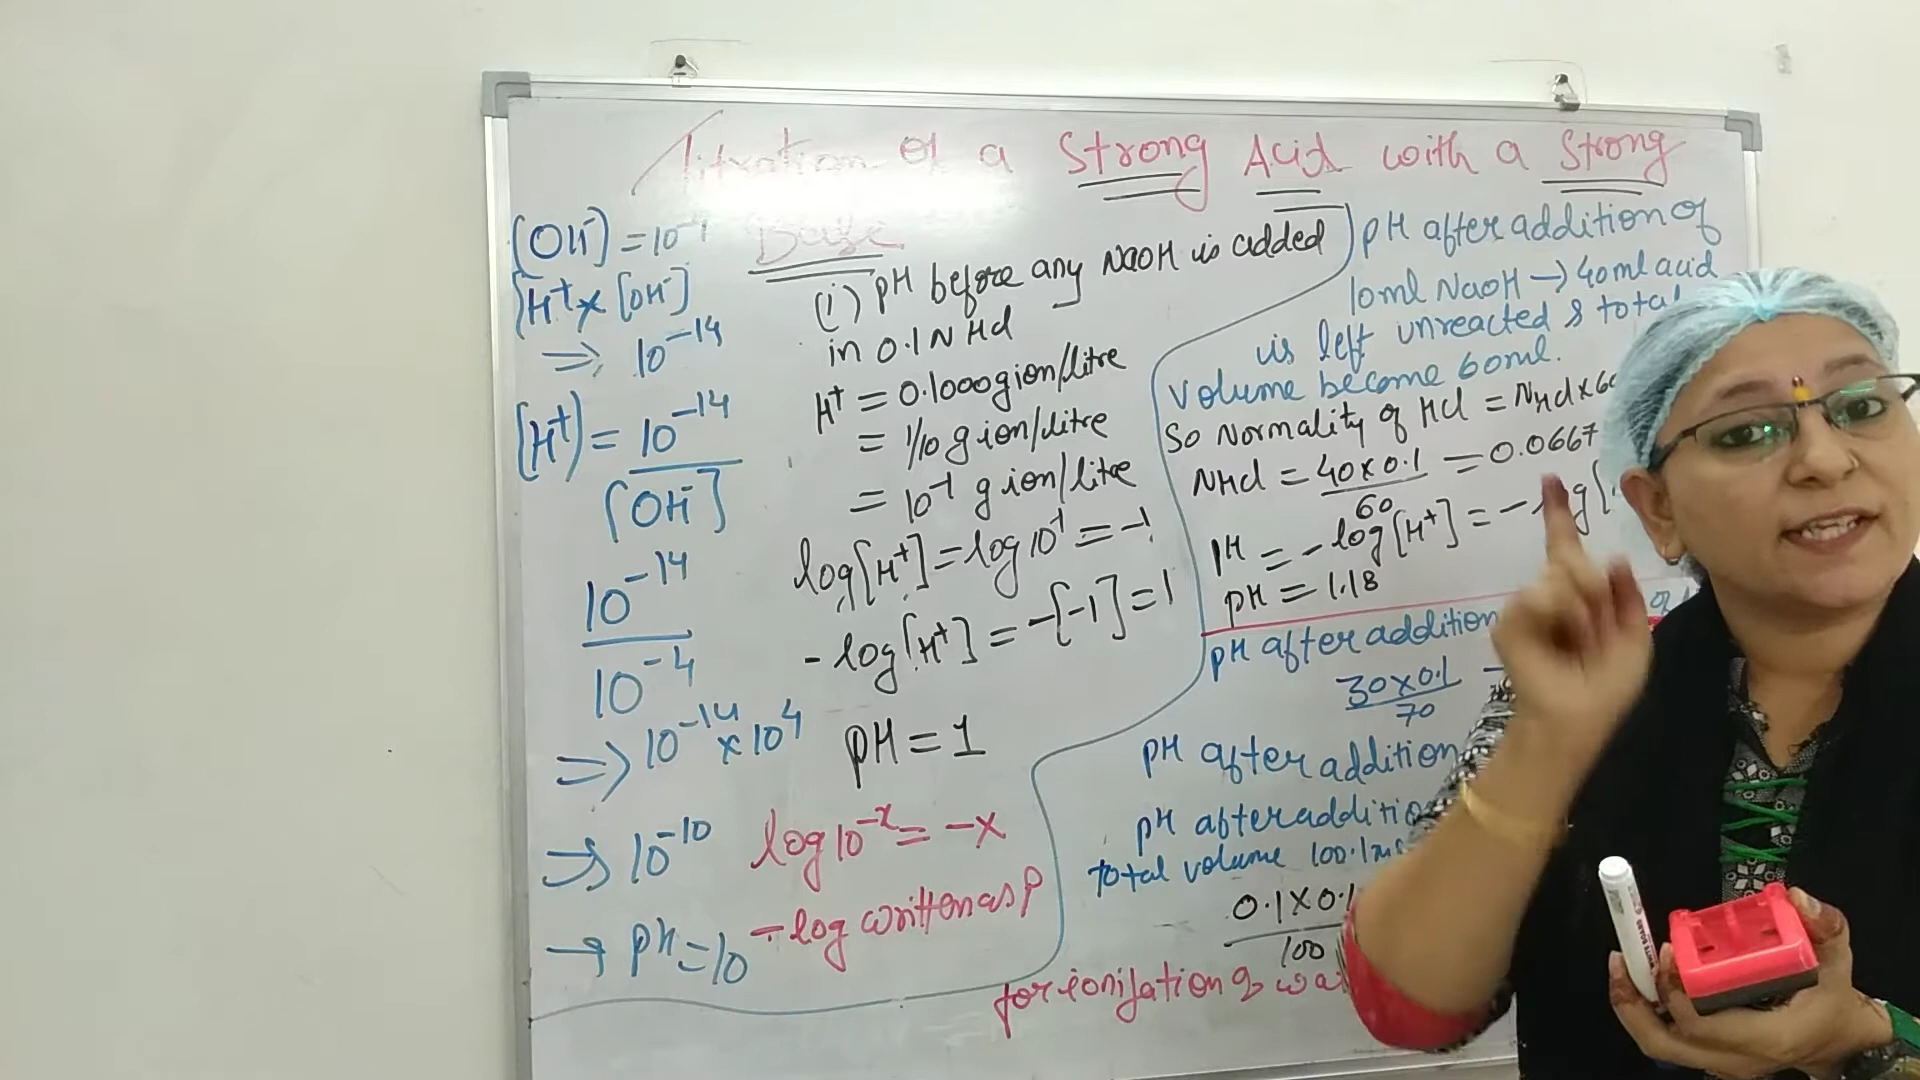 Titration of a Strong Acid with a Strong
Base
[OH⁻] = 10⁻⁴
[H⁺ × [OH⁻]
⇒ 10⁻¹⁴
[H⁺] = 10⁻¹⁴
[OH⁻]
10⁻¹⁴
10⁻⁴
⇒ 10⁻¹⁴ × 10⁴
→ 10⁻¹⁰
→ pH = 10
(i) pH before any NaOH is added
in 0.1 N HCl
H⁺ = 0.1000 g ion/litre
= 1/10 g ion/litre
= 10⁻¹ g ion/litre
log[H⁺] = log 10⁻¹ = -1
- log[H⁺] = -[-1] = 1
pH = 1
log 10⁻ˣ = -x
- log written as P
pH after addition of
10ml NaOH → 40ml acid
is left unreacted & total
volume become 60ml.
So Normality of HCl = NHCl × 60
NHCl = 40 × 0.1 = 0.0667
60
pH = - log[H⁺] = - log[
pH = 1.18
pH after addition of
30 × 0.1
70
pH after addition
pH after additio
total volume 100.1ml
0.1 × 0.1
100
for ionization of wa